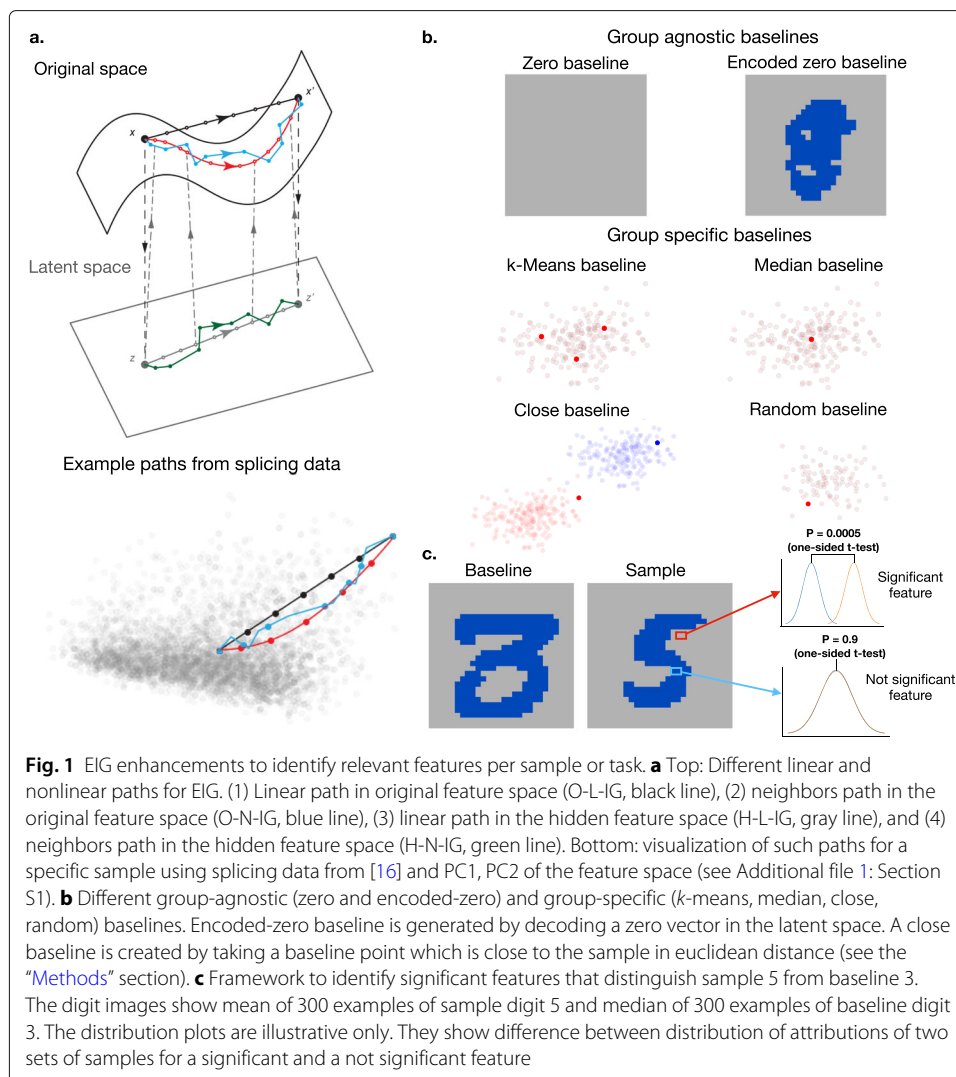 a.
Original space
x
x'
Latent space
z
z'
Example paths from splicing data
b.
Group agnostic baselines
Zero baseline
Encoded zero baseline
Group specific baselines
k-Means baseline
Median baseline
Close baseline
Random baseline
c.
Baseline
Sample
P = 0.0005
(one-sided t-test)
Significant
feature
P = 0.9
(one-sided t-test)
Not significant
feature
Fig. 1 EIG enhancements to identify relevant features per sample or task. a Top: Different linear and
nonlinear paths for EIG. (1) Linear path in original feature space (O-L-IG, black line), (2) neighbors path in the
original feature space (O-N-IG, blue line), (3) linear path in the hidden feature space (H-L-IG, gray line), and (4)
neighbors path in the hidden feature space (H-N-IG, green line). Bottom: visualization of such paths for a
specific sample using splicing data from [16] and PC1, PC2 of the feature space (see Additional file 1: Section
S1). b Different group-agnostic (zero and encoded-zero) and group-specific (k-means, median, close,
random) baselines. Encoded-zero baseline is generated by decoding a zero vector in the latent space. A close
baseline is created by taking a baseline point which is close to the sample in euclidean distance (see the
“Methods” section). c Framework to identify significant features that distinguish sample 5 from baseline 3.
The digit images show mean of 300 examples of sample digit 5 and median of 300 examples of baseline digit
3. The distribution plots are illustrative only. They show difference between distribution of attributions of two
sets of samples for a significant and a not significant feature